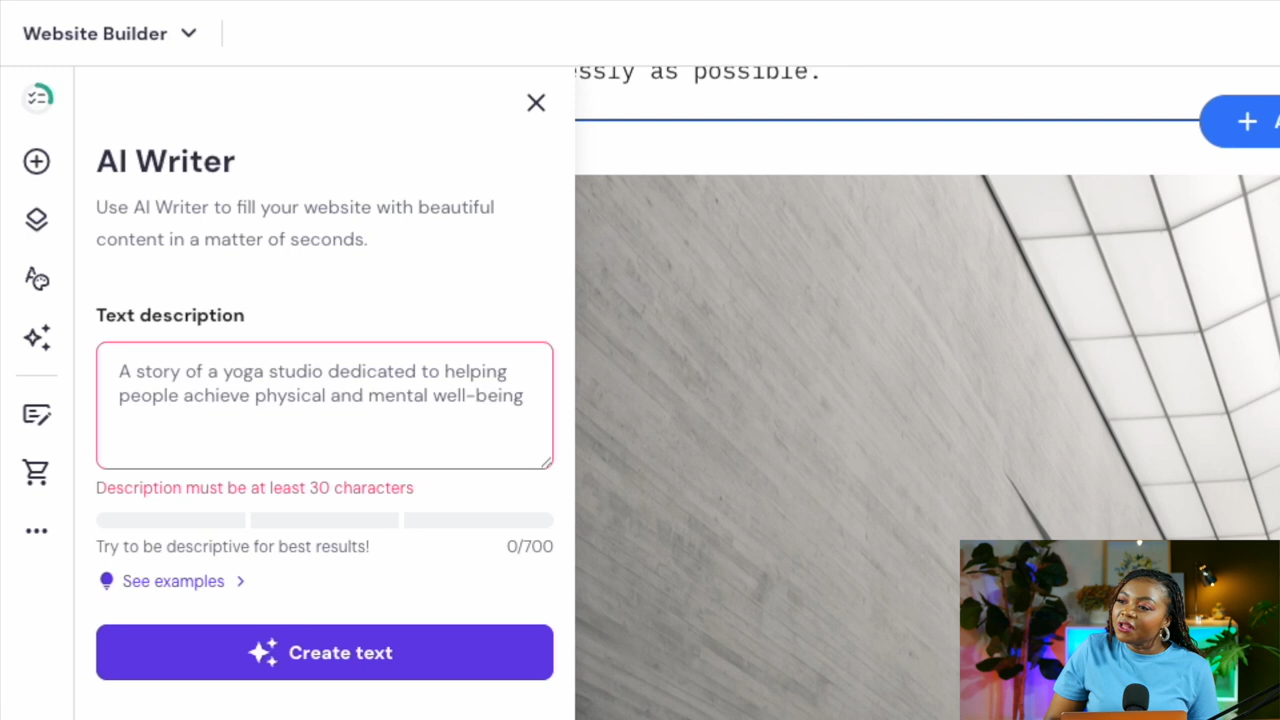 Website Builder
essly as possible.
AI Writer
Use AI Writer to fill your website with beautiful
content in a matter of seconds.
Text description
A story of a yoga studio dedicated to helping
people achieve physical and mental well-being
Description must be at least 30 characters
Try to be descriptive for best results!
0/700
See examples
Create text